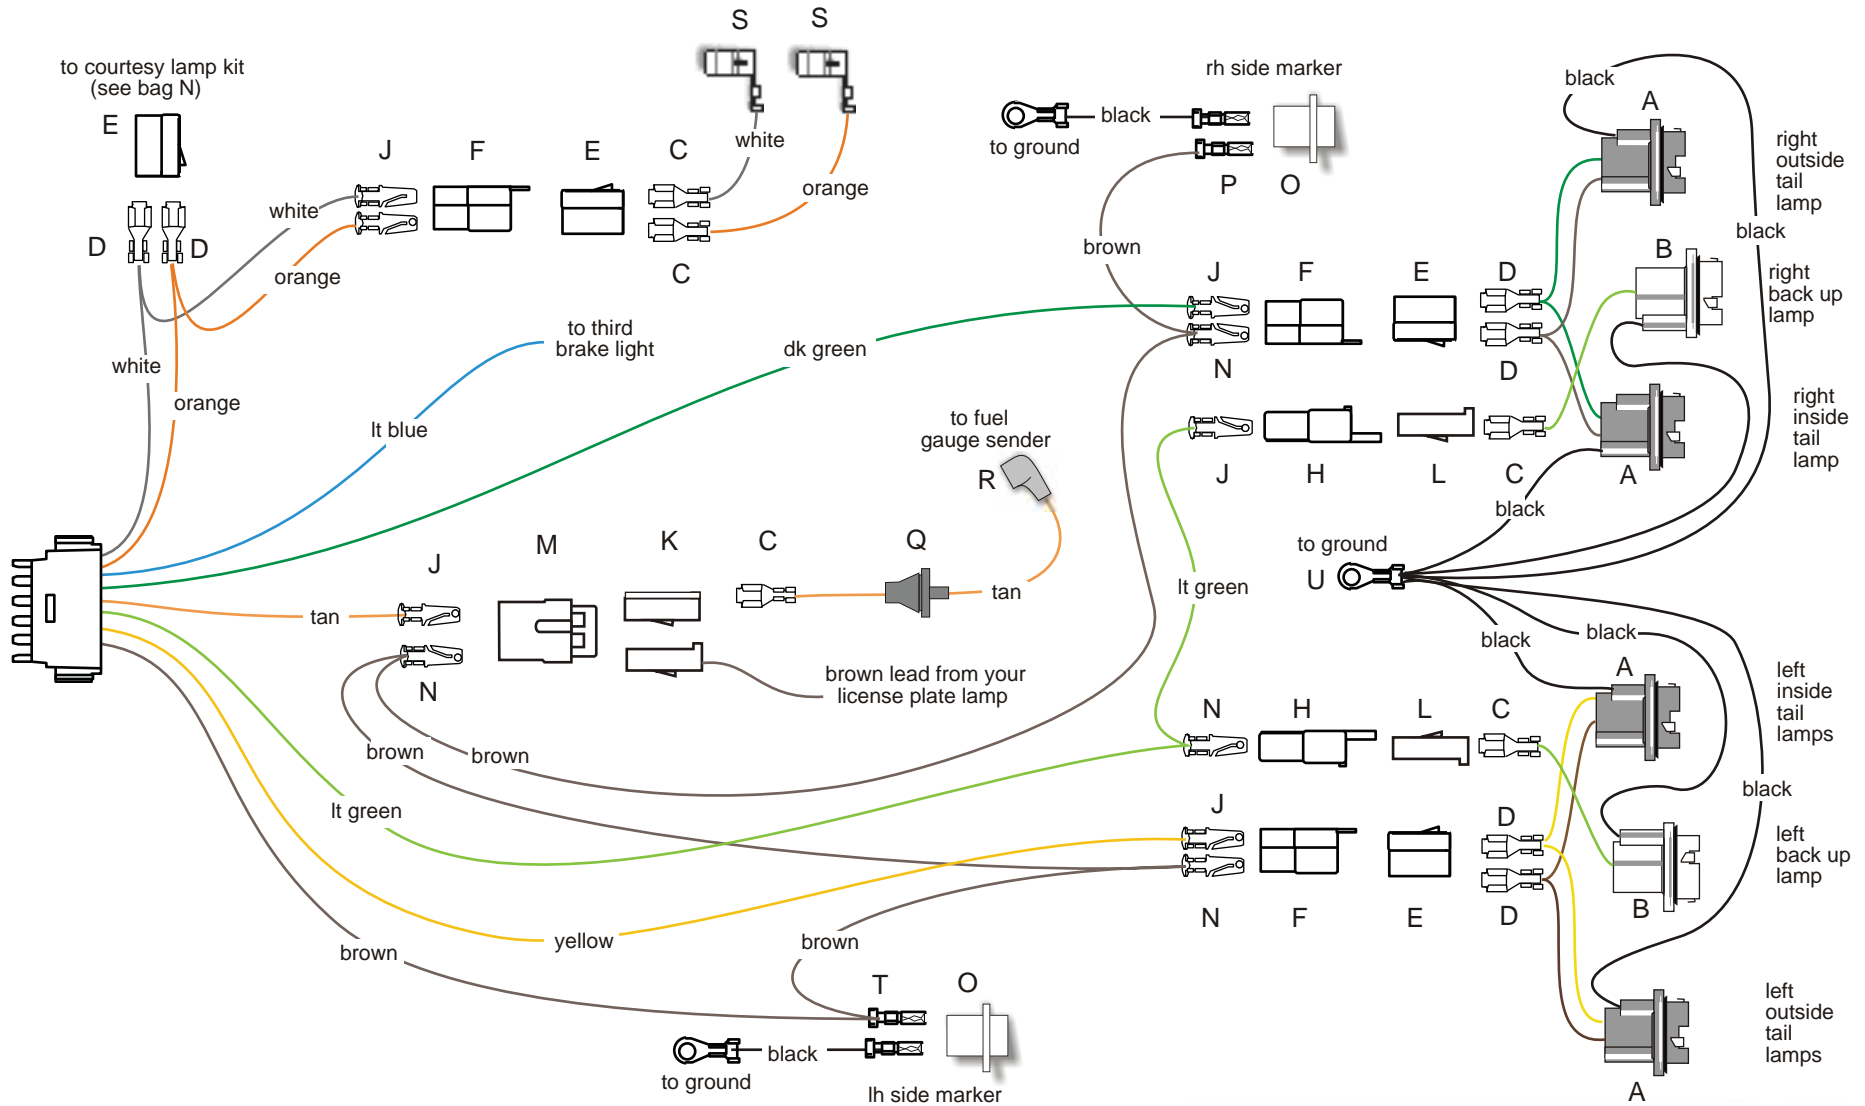 S
S
to courtesy lamp kit
(see bag N)
E
D
D
white
orange
white
orange
J
F
E
C
C
white
orange
to third
brake light
lt blue
dk green
rh side marker
black
to ground
P
O
brown
J
F
E
D
N
D
J
H
L
C
black
A
right
outside
tail
lamp
black
B
right
back up
lamp
right
inside
tail
lamp
A
black
to ground
U
to fuel
gauge sender
R
J
M
K
C
Q
tan
tan
N
brown lead from your
license plate lamp
lt green
brown
brown
lt green
N
H
L
C
J
D
N
F
E
D
black
black
A
left
inside
tail
lamps
black
B
left
back up
lamp
left
outside
tail
lamps
A
yellow
brown
brown
T
O
black
to ground
lh side marker